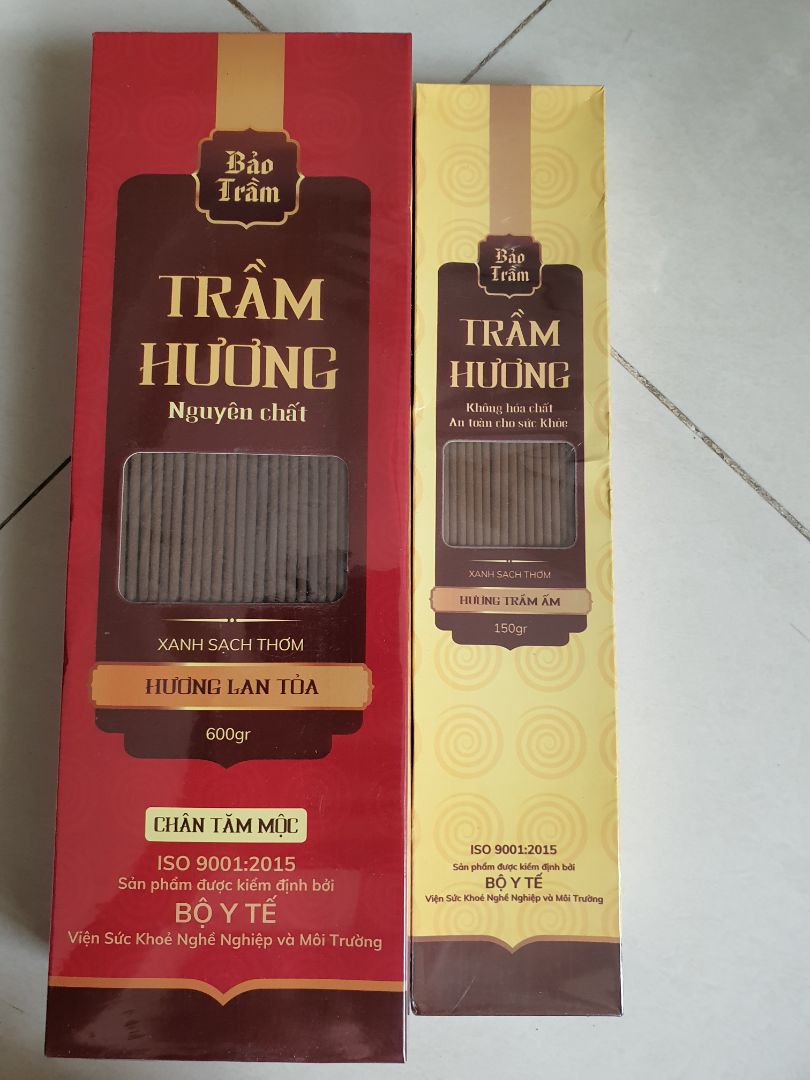 Bảo
Trầm
TRẦM
HƯƠNG
Nguyên chất
XANH SẠCH THƠM
HƯƠNG LAN TỎA
600gr
CHÂN TĂM MỘC
ISO 9001:2015
Sản phẩm được kiểm định bởi
BỘ Y TẾ
Viện Sức Khoẻ Nghề Nghiệp và Môi Trường
Bảo
Trầm
TRẦM
HƯƠNG
Không hóa chất
An toàn cho sức Khỏe
XANH SẠCH THƠM
HƯƠNG TRẦM ẤM
150gr
ISO 9001:2015
Sản phẩm được kiểm định bởi
BỘ Y TẾ
Viện Sức Khoẻ Nghề Nghiệp và Môi Trường